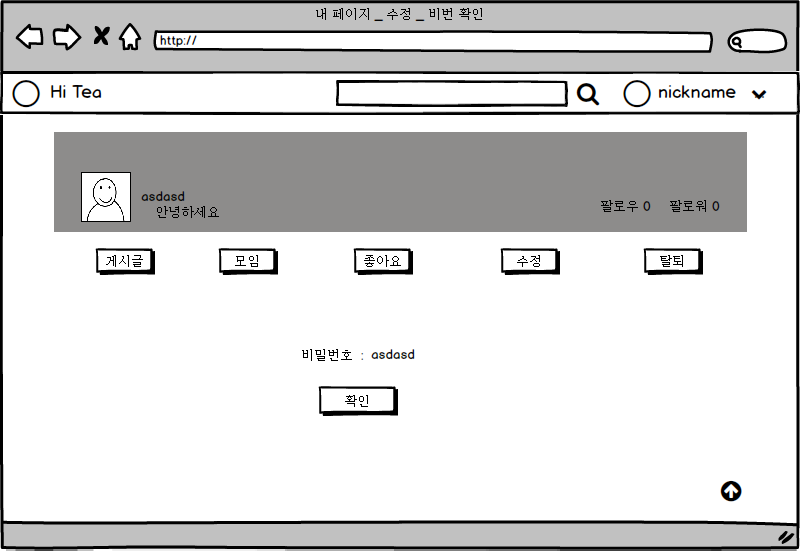 내 페이지 _ 수정 _ 비번 확인
http://
Hi Tea
nickname
asdasd
안녕하세요
팔로우 0 팔로워 0
게시글 모임 좋아요 수정 탈퇴
비밀번호 : asdasd
확인